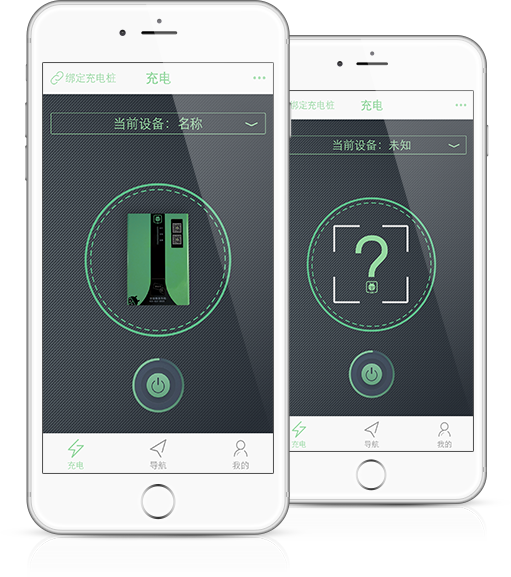 绑定充电桩
充电
当前设备：名称
充电
导航
我的
绑定充电桩
充电
当前设备：未知
?
充电
导航
我的